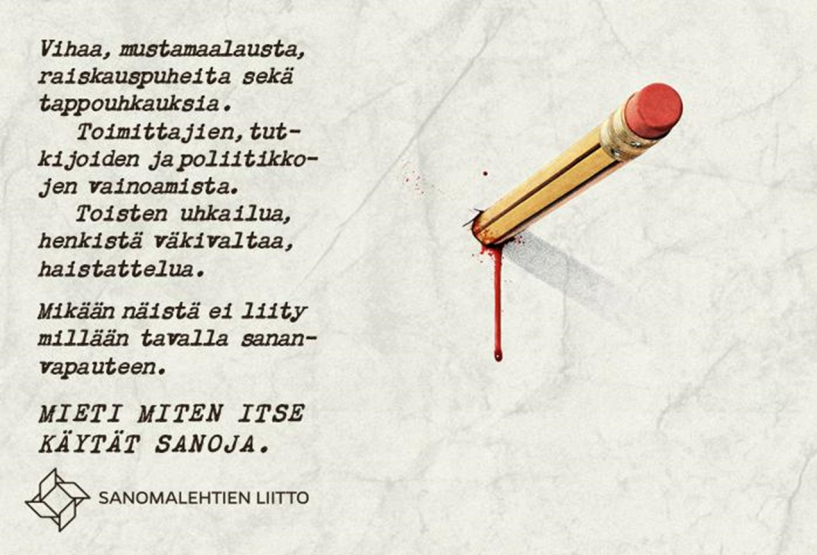 Vihaa, mustamaalausta,
raiskauspuheita sekä
tappouhkauksia.
Toimittajien, tut-
kijoiden ja poliitikko-
jen vainoamista.
Toisten uhkailua,
henkistä väkivaltaa,
haistattelua.
Mikään näistä ei liity
millään tavalla sanan-
vapauteen.
MIETI MITEN ITSE
KÄYTÄT SANOJA.
SANOMALEHTIEN LIITTO